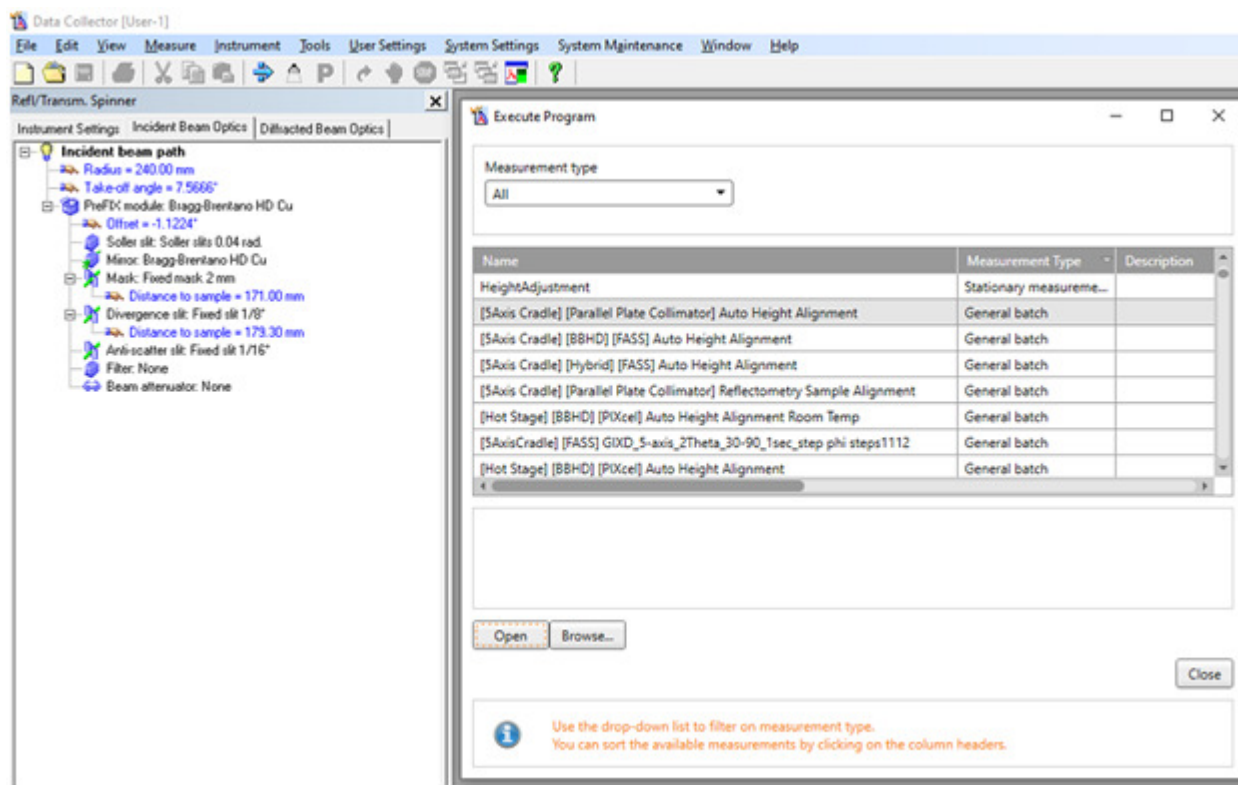 Data Collector [User-1]
File Edit View Measure Instrument Tools User Settings System Settings System Maintenance Window Help
P
?
Refl/Transm. Spinner
Instrument Settings Incident Beam Optics Diffracted Beam Optics
Incident beam path
Radius = 240.00 mm
Take-off angle = 7.5666°
PreFIX module: Bragg-Brentano HD Cu
Offset = -1.1224°
Soller slit: Soller slits 0.04 rad.
Mirror: Bragg-Brentano HD Cu
Mask: Fixed mask 2 mm
Distance to sample = 171.00 mm
Divergence slit: Fixed slit 1/8°
Distance to sample = 179.30 mm
Anti-scatter slit: Fixed slit 1/16°
Filter: None
Beam attenuator: None
Execute Program
Measurement type
All
Name Measurement Type Description
HeightAdjustment Stationary measureme...
[5Axis Cradle] [Parallel Plate Collimator] Auto Height Alignment General batch
[5Axis Cradle] [BBHD] [FASS] Auto Height Alignment General batch
[5Axis Cradle] [Hybrid] [FASS] Auto Height Alignment General batch
[5Axis Cradle] [Parallel Plate Collimator] Reflectometry Sample Alignment General batch
[Hot Stage] [BBHD] [PIXcel] Auto Height Alignment Room Temp General batch
[5AxisCradle] [FASS] GIXD_5-axis_2Theta_30-90_1sec_step phi steps1112 General batch
[Hot Stage] [BBHD] [PIXcel] Auto Height Alignment General batch
Open Browse...
Close
Use the drop-down list to filter on measurement type.
You can sort the available measurements by clicking on the column headers.